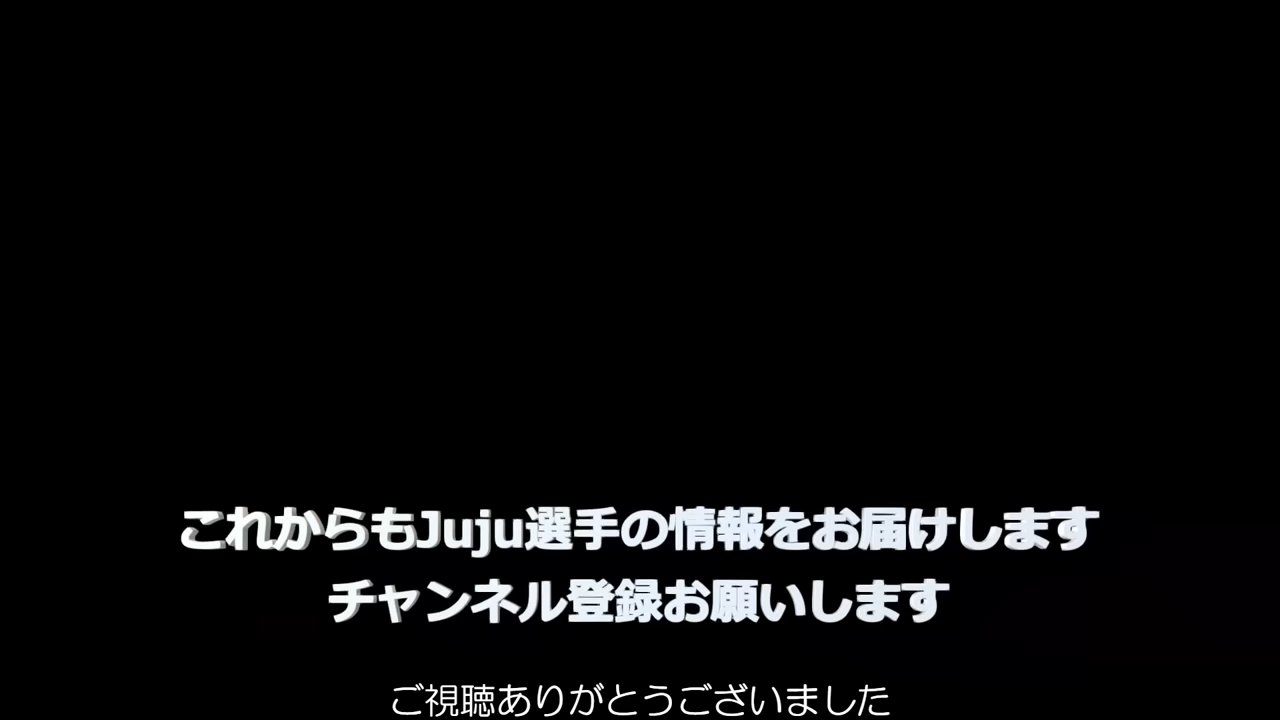 これからもJuju選手の情報をお届けします
チャンネル登録お願いします
ご視聴ありがとうございました